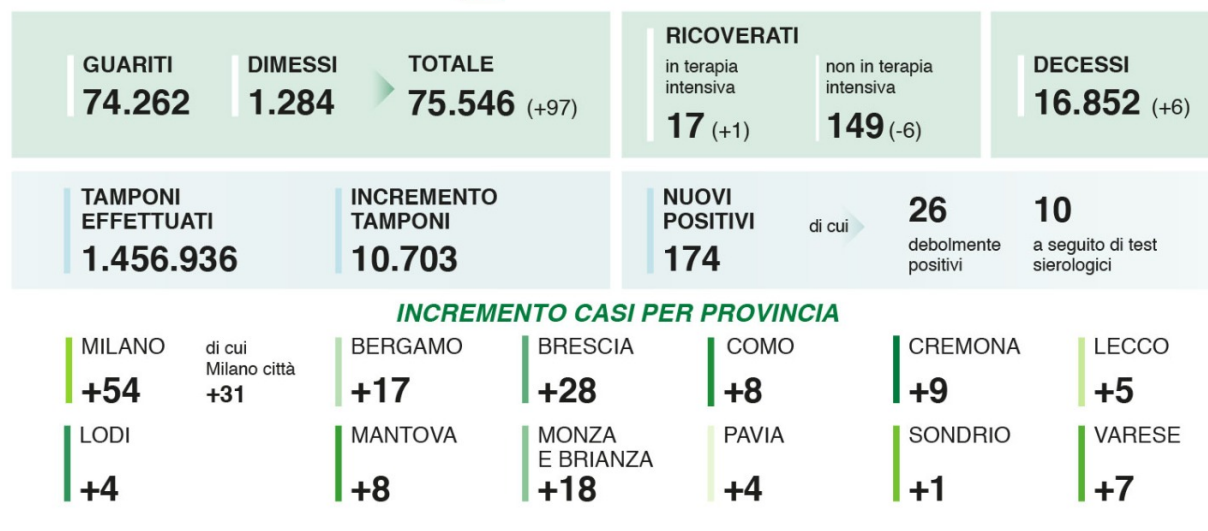 GUARITI
74.262
DIMESSI
1.284
TOTALE
75.546 (+97)
RICOVERATI
in terapia
intensiva
17 (+1)
non in terapia
intensiva
149 (-6)
DECESSI
16.852 (+6)
TAMPONI
EFFETTUATI
1.456.936
INCREMENTO
TAMPONI
10.703
NUOVI
POSITIVI
174
di cui
26
debolmente
positivi
10
a seguito di test
sierologici
INCREMENTO CASI PER PROVINCIA
MILANO
+54
di cui
Milano città
+31
BERGAMO
+17
BRESCIA
+28
COMO
+8
CREMONA
+9
LECCO
+5
LODI
+4
MANTOVA
+8
MONZA
E BRIANZA
+18
PAVIA
+4
SONDRIO
+1
VARESE
+7